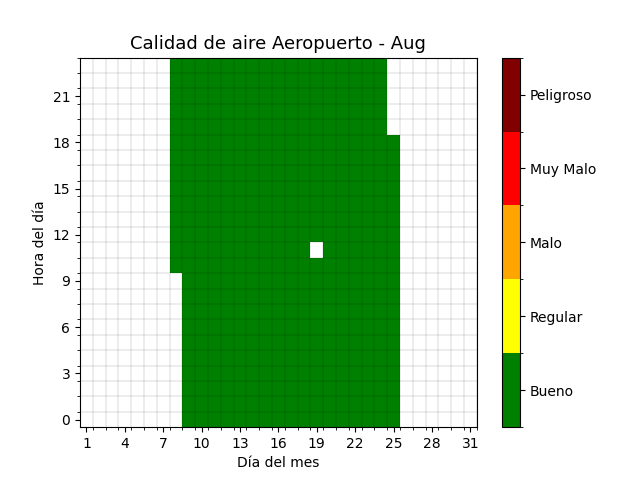 Calidad de aire Aeropuerto - Aug
21
18
15
12
9
6
3
0
Hora del día
1 4 7 10 13 16 19 22 25 28 31
Día del mes
Peligroso
Muy Malo
Malo
Regular
Bueno